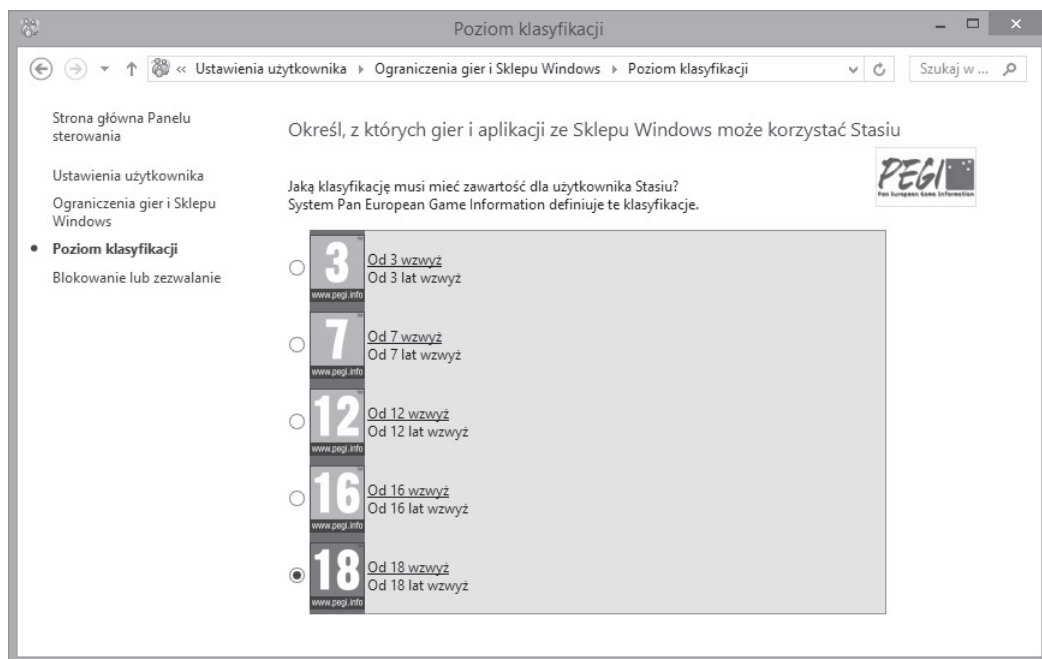 Poziom klasyfikacji
« Ustawienia użytkownika Ograniczenia gier i Sklepu Windows Poziom klasyfikacji
Szukaj w ...
Strona główna Panelu
sterowania
Ustawienia użytkownika
Ograniczenia gier i Sklepu
Windows
• Poziom klasyfikacji
Blokowanie lub zezwalanie
Określ, z których gier i aplikacji ze Sklepu Windows może korzystać Stasiu
PEGI
Pan European Game Information
Jaką klasyfikację musi mieć zawartość dla użytkownika Stasiu?
System Pan European Game Information definiuje te klasyfikacje.
3
www.pegi.info
Od 3 wzwyż
Od 3 lat wzwyż
7
www.pegi.info
Od 7 wzwyż
Od 7 lat wzwyż
12
www.pegi.info
Od 12 wzwyż
Od 12 lat wzwyż
16
www.pegi.info
Od 16 wzwyż
Od 16 lat wzwyż
18
www.pegi.info
Od 18 wzwyż
Od 18 lat wzwyż